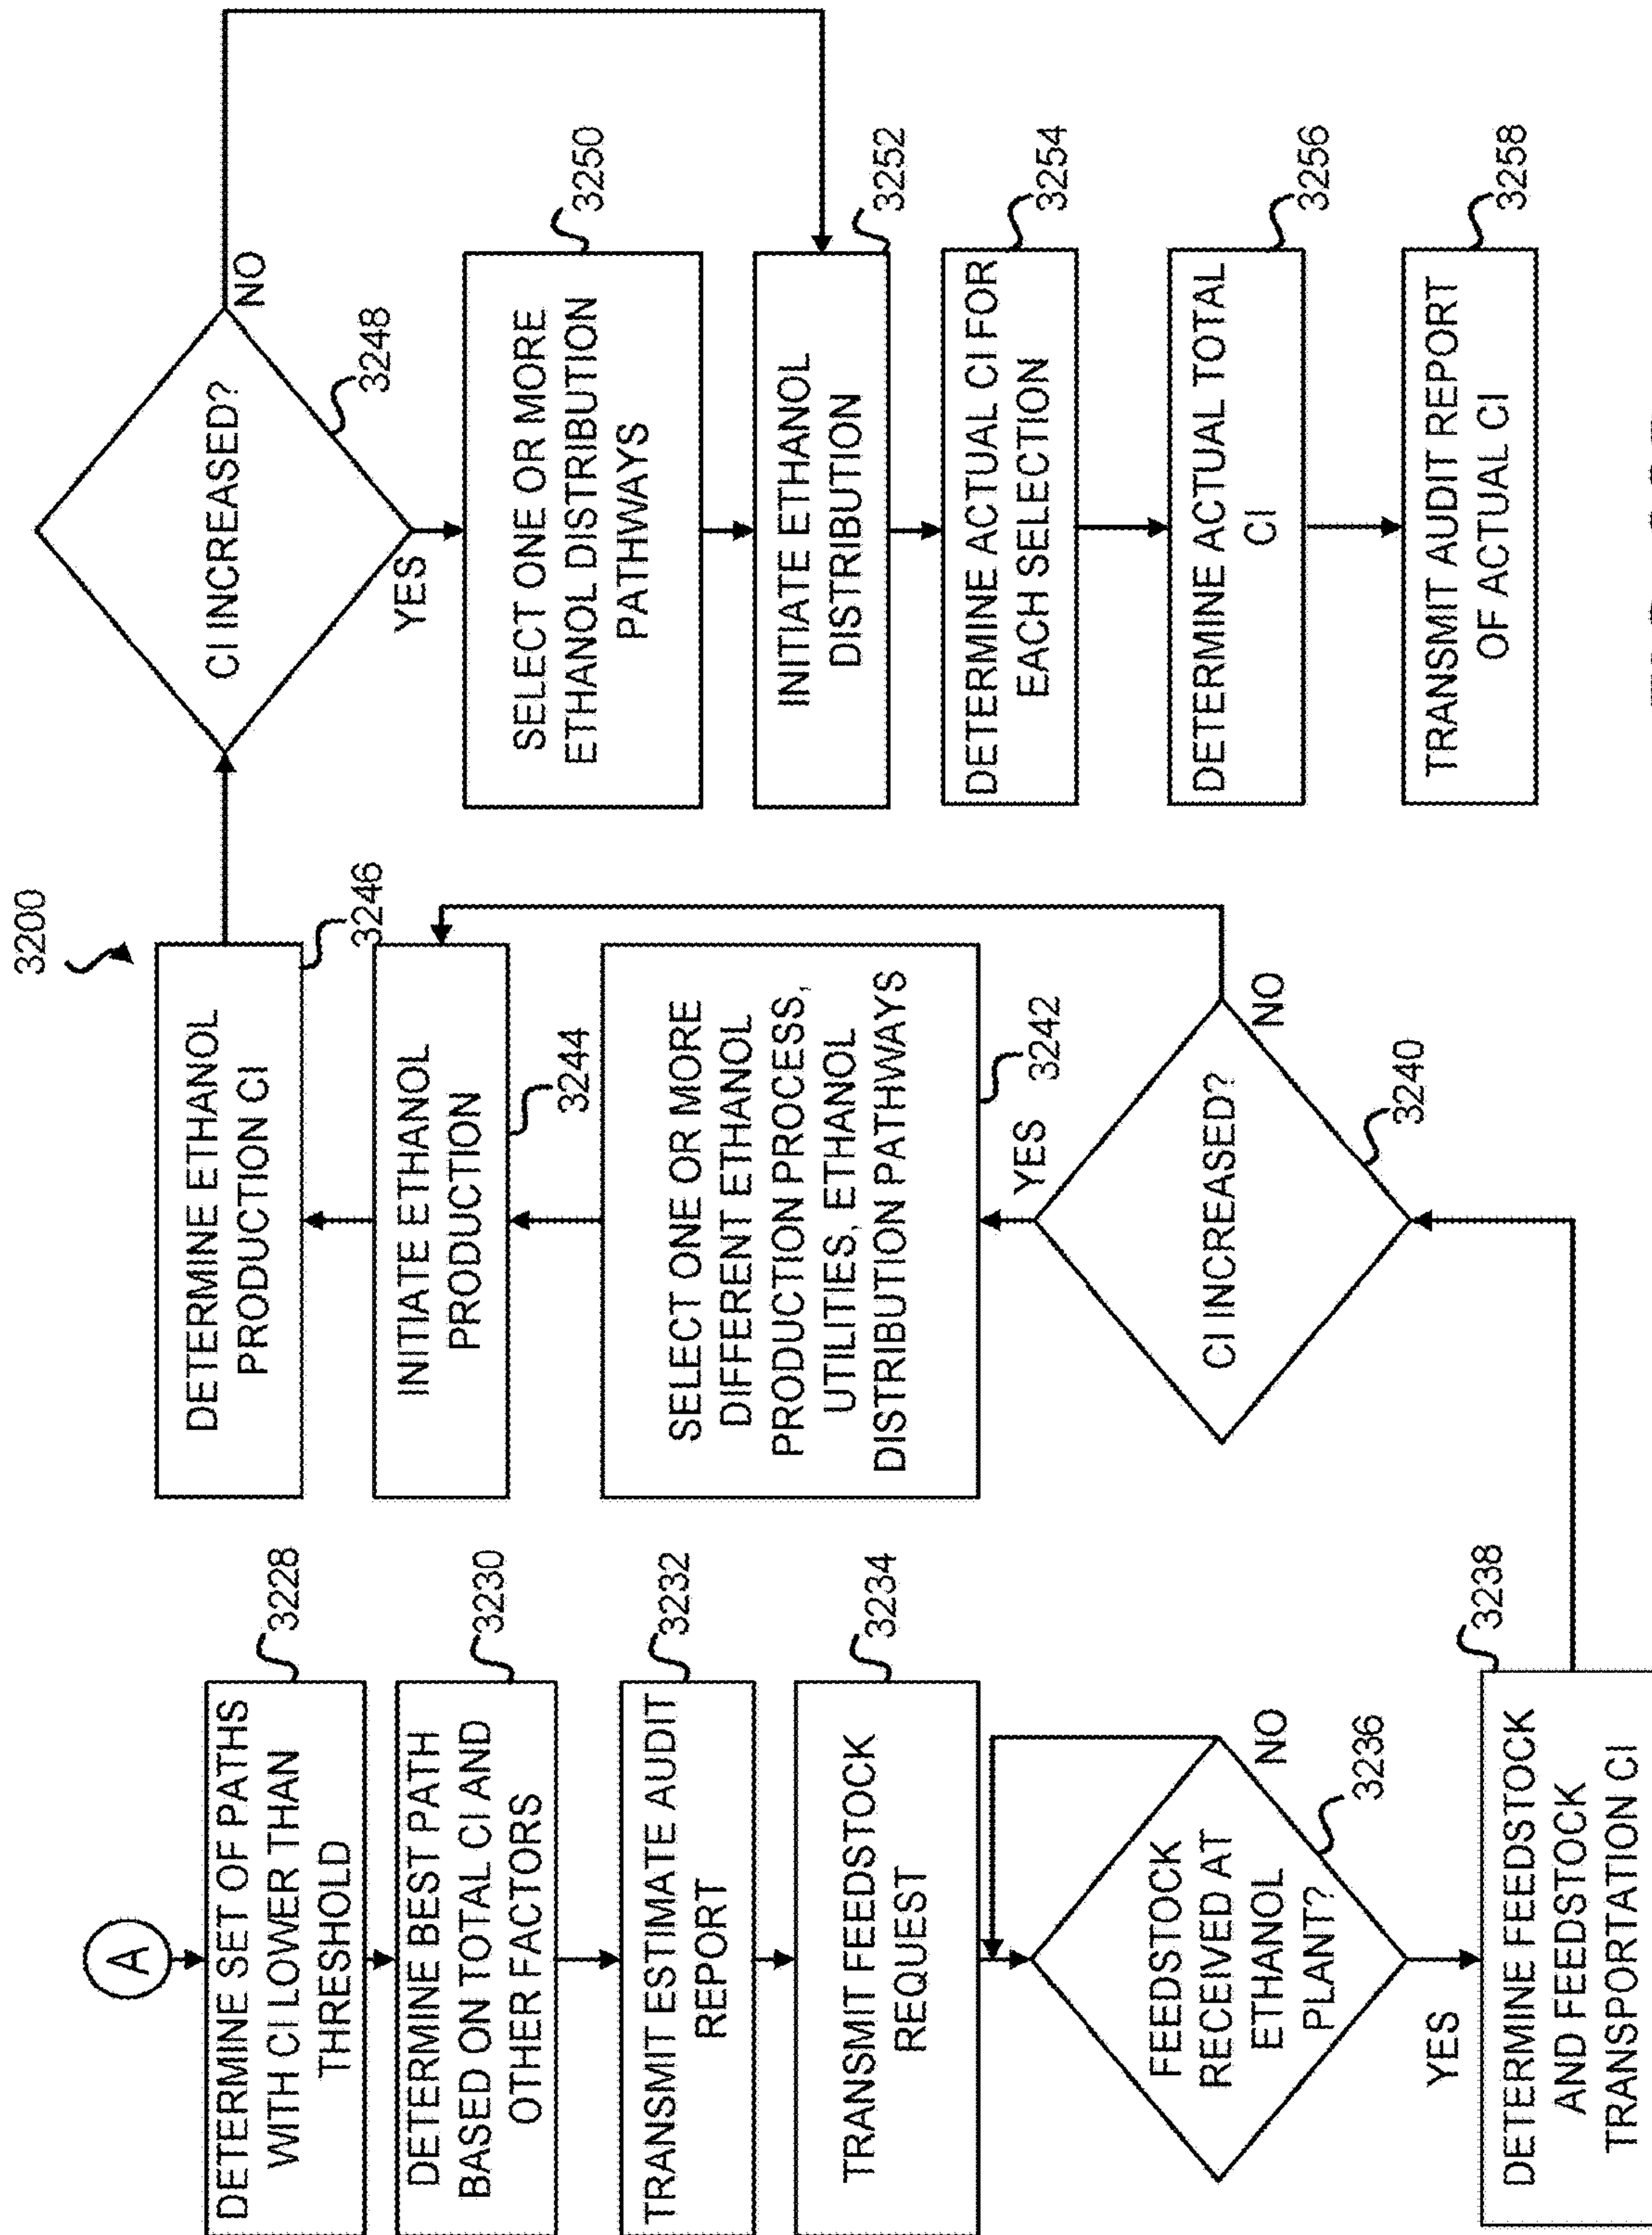 3200
A
DETERMINE SET OF PATHS
WITH CI LOWER THAN
THRESHOLD
3228
DETERMINE BEST PATH
BASED ON TOTAL CI AND
OTHER FACTORS
3230
TRANSMIT ESTIMATE AUDIT
REPORT
3232
TRANSMIT FEEDSTOCK
REQUEST
3234
FEEDSTOCK
RECEIVED AT
ETHANOL
PLANT?
NO
3236
YES
DETERMINE FEEDSTOCK
AND FEEDSTOCK
TRANSPORTATION CI
3238
CI INCREASED?
NO
3240
YES
SELECT ONE OR MORE
DIFFERENT ETHANOL
PRODUCTION PROCESS,
UTILITIES, ETHANOL
DISTRIBUTION PATHWAYS
3242
INITIATE ETHANOL
PRODUCTION
3244
DETERMINE ETHANOL
PRODUCTION CI
3246
CI INCREASED?
NO
3248
YES
SELECT ONE OR MORE
ETHANOL DISTRIBUTION
PATHWAYS
3250
INITIATE ETHANOL
DISTRIBUTION
3252
DETERMINE ACTUAL CI FOR
EACH SELECTION
3254
DETERMINE ACTUAL TOTAL
CI
3256
TRANSMIT AUDIT REPORT
OF ACTUAL CI
3258